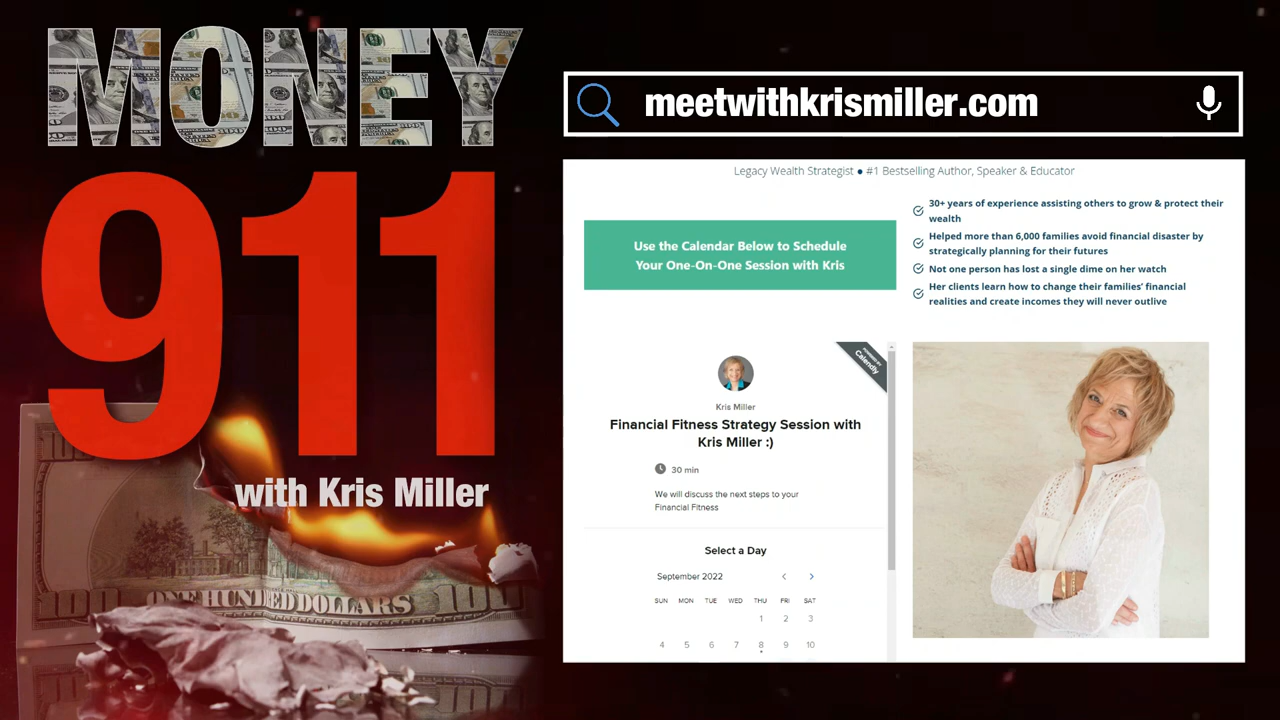 MONEY
911
with Kris Miller
meetwithkrismiller.com
Legacy Wealth Strategist ● #1 Bestselling Author, Speaker & Educator
Use the Calendar Below to Schedule
Your One-On-One Session with Kris
30+ years of experience assisting others to grow & protect their
wealth
Helped more than 6,000 families avoid financial disaster by
strategically planning for their futures
Not one person has lost a single dime on her watch
Her clients learn how to change their families' financial
realities and create incomes they will never outlive
POWERED BY
Calendly
Kris Miller
Financial Fitness Strategy Session with
Kris Miller :)
30 min
We will discuss the next steps to your
Financial Fitness
Select a Day
September 2022
SUN MON TUE WED THU FRI SAT
1 2 3
4 5 6 7 8 9 10
100
ONE HUNDRED DOLLARS
100